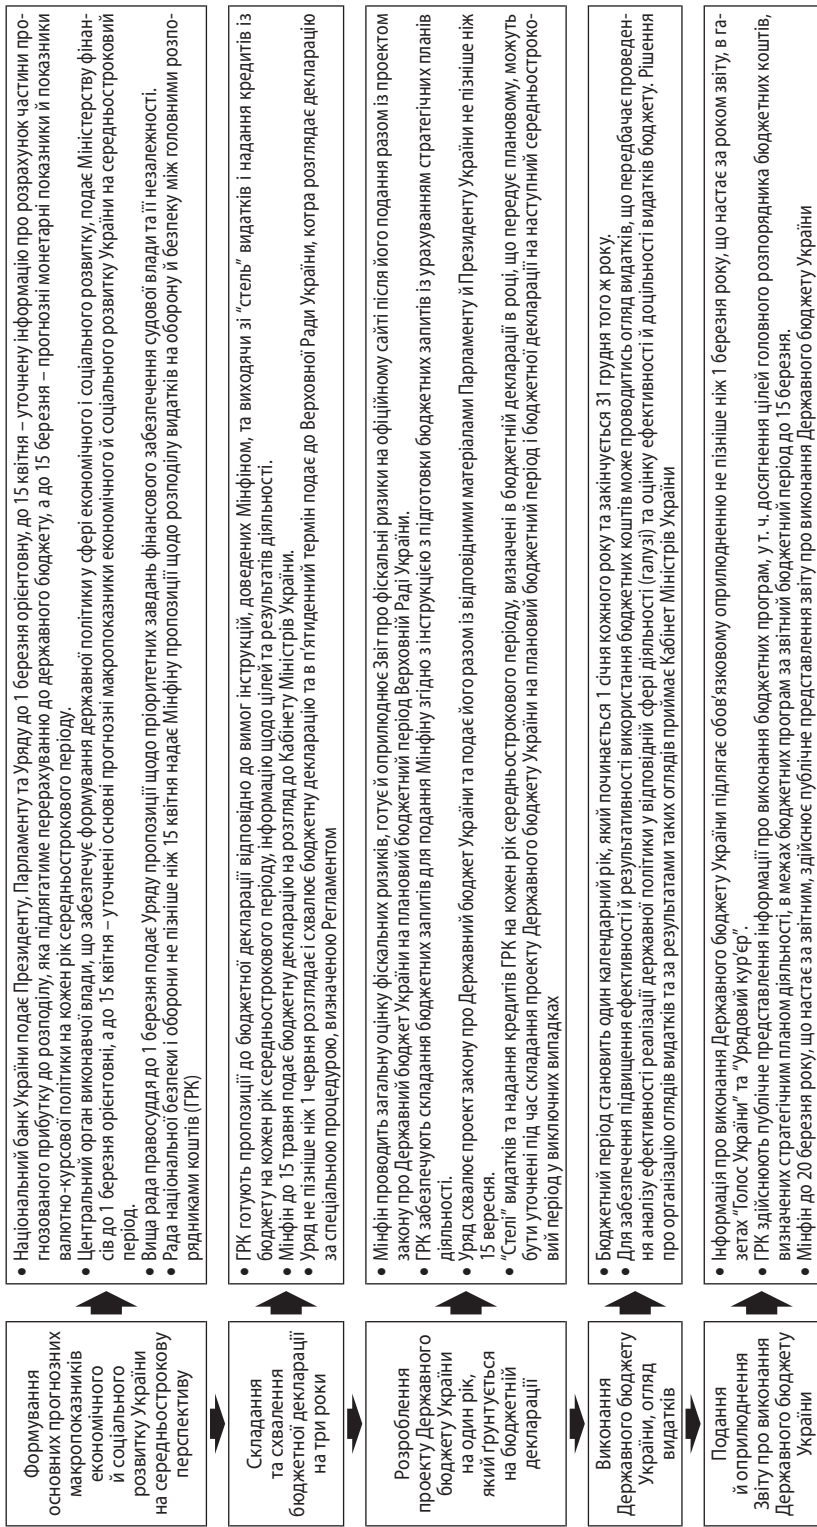 Формування
основних прогнозних
макропоказників
економічного
й соціального
розвитку України
на середньострокову
перспективу
• Національний банк України подає Президенту, Парламенту та Уряду до 1 березня орієнтовну, до 15 квітня – уточнену інформацію про розрахунок частини про-
гнозованого прибутку до розподілу, яка підлягатиме перерахуванню до державного бюджету, а до 15 березня – прогнозні монетарні показники й показники
валютно-курсової політики на кожен рік середньострокового періоду.
• Центральний орган виконавчої влади, що забезпечує формування державної політики у сфері економічного і соціального розвитку, подає Міністерству фінан-
сів до 1 березня орієнтовні, а до 15 квітня – уточнені основні прогнозні макропоказники економічного й соціального розвитку України на середньостроковий
період.
• Вища рада правосуддя до 1 березня подає Уряду пропозиції щодо пріоритетних завдань фінансового забезпечення судової влади та її незалежності.
• Рада національної безпеки і оборони не пізніше ніж 15 квітня надає Мінфіну пропозиції щодо розподілу видатків на оборону й безпеку між головними розпо-
рядниками коштів (ГРК)
Складання
та схвалення
бюджетної декларації
на три роки
• ГРК готують пропозиції до бюджетної декларації відповідно до вимог інструкцій, доведених Мінфіном, та виходячи зі “стель” видатків і надання кредитів із
бюджету на кожен рік середньострокового періоду, інформацію щодо цілей та результатів діяльності.
• Мінфін до 15 травня подає бюджетну декларацію на розгляд до Кабінету Міністрів України.
• Уряд не пізніше ніж 1 червня розглядає і схвалює бюджетну декларацію та в п’ятиденний термін подає до Верховної Ради України, котра розглядає декларацію
за спеціальною процедурою, визначеною Регламентом
Розроблення
проекту Державного
бюджету України
на один рік,
який ґрунтується
на бюджетній
декларації
• Мінфін проводить загальну оцінку фіскальних ризиків, готує й оприлюднює Звіт про фіскальні ризики на офіційному сайті після його подання разом із проектом
закону про Державний бюджет України на плановий бюджетний період Верховній Раді України.
• ГРК забезпечують складання бюджетних запитів для подання Мінфіну згідно з інструкцією з підготовки бюджетних запитів із урахуванням стратегічних планів
діяльності.
• Уряд схвалює проект закону про Державний бюджет України та подає його разом із відповідними матеріалами Парламенту й Президенту України не пізніше ніж
15 вересня.
• “Стелі” видатків та надання кредитів ГРК на кожен рік середньострокового періоду, визначені в бюджетній декларації в році, що передує плановому, можуть
бути уточнені під час складання проекту Державного бюджету України на плановий бюджетний період і бюджетної декларації на наступний середньостроко-
вий період у виключних випадках
Виконання
Державного бюджету
України, огляд
видатків
• Бюджетний період становить один календарний рік, який починається 1 січня кожного року та закінчується 31 грудня того ж року.
• Для забезпечення підвищення ефективності й результативності використання бюджетних коштів може проводитись огляд видатків, що передбачає проведен-
ня аналізу ефективності реалізації державної політики у відповідній сфері діяльності (галузі) та оцінку ефективності й доцільності видатків бюджету. Рішення
про організацію оглядів видатків та за результатами таких оглядів приймає Кабінет Міністрів України
Подання
й оприлюднення
Звіту про виконання
Державного бюджету
України
• Інформація про виконання Державного бюджету України підлягає обов’язковому оприлюдненню не пізніше ніж 1 березня року, що настає за роком звіту, в га-
зетах “Голос України” та “Урядовий кур’єр”.
• ГРК здійснюють публічне представлення інформації про виконання бюджетних програм, у т. ч. досягнення цілей головного розпорядника бюджетних коштів,
визначених стратегічним планом діяльності, в межах бюджетних програм за звітний бюджетний період до 15 березня.
• Мінфін до 20 березня року, що настає за звітним, здійснює публічне представлення звіту про виконання Державного бюджету України